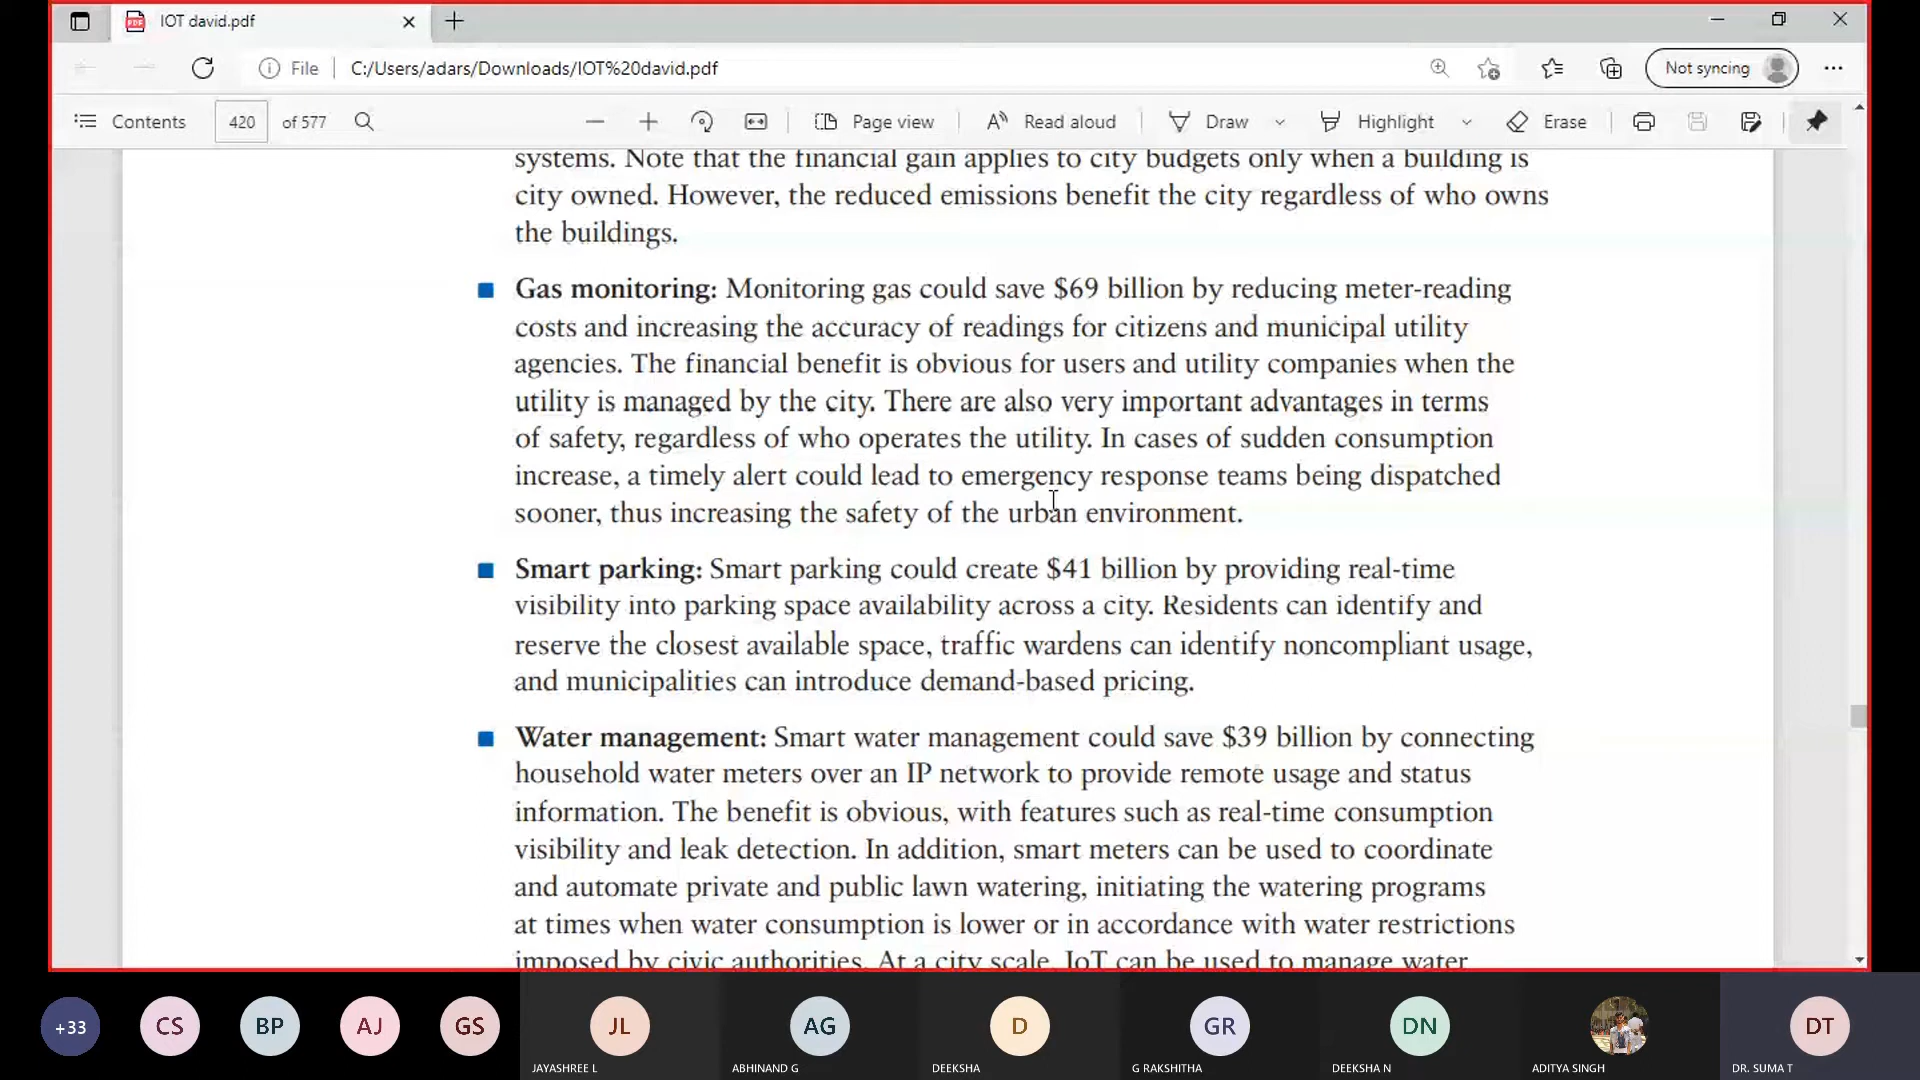 IOT david.pdf
File C:/Users/adars/Downloads/IOT%20david.pdf Not syncing
Contents 420 of 577 Page view Read aloud Draw Highlight Erase
systems. Note that the financial gain applies to city budgets only when a building is
city owned. However, the reduced emissions benefit the city regardless of who owns
the buildings.
Gas monitoring: Monitoring gas could save $69 billion by reducing meter-reading
costs and increasing the accuracy of readings for citizens and municipal utility
agencies. The financial benefit is obvious for users and utility companies when the
utility is managed by the city. There are also very important advantages in terms
of safety, regardless of who operates the utility. In cases of sudden consumption
increase, a timely alert could lead to emergency response teams being dispatched
sooner, thus increasing the safety of the urban environment.
Smart parking: Smart parking could create $41 billion by providing real-time
visibility into parking space availability across a city. Residents can identify and
reserve the closest available space, traffic wardens can identify noncompliant usage,
and municipalities can introduce demand-based pricing.
Water management: Smart water management could save $39 billion by connecting
household water meters over an IP network to provide remote usage and status
information. The benefit is obvious, with features such as real-time consumption
visibility and leak detection. In addition, smart meters can be used to coordinate
and automate private and public lawn watering, initiating the watering programs
at times when water consumption is lower or in accordance with water restrictions
imposed by civic authorities. At a city scale, IoT can be used to manage water
+33 CS BP AJ GS JL AG D GR DN DT
JAYASHREE L ABHINAND G DEEKSHA G RAKSHITHA DEEKSHA N ADITYA SINGH DR. SUMA T